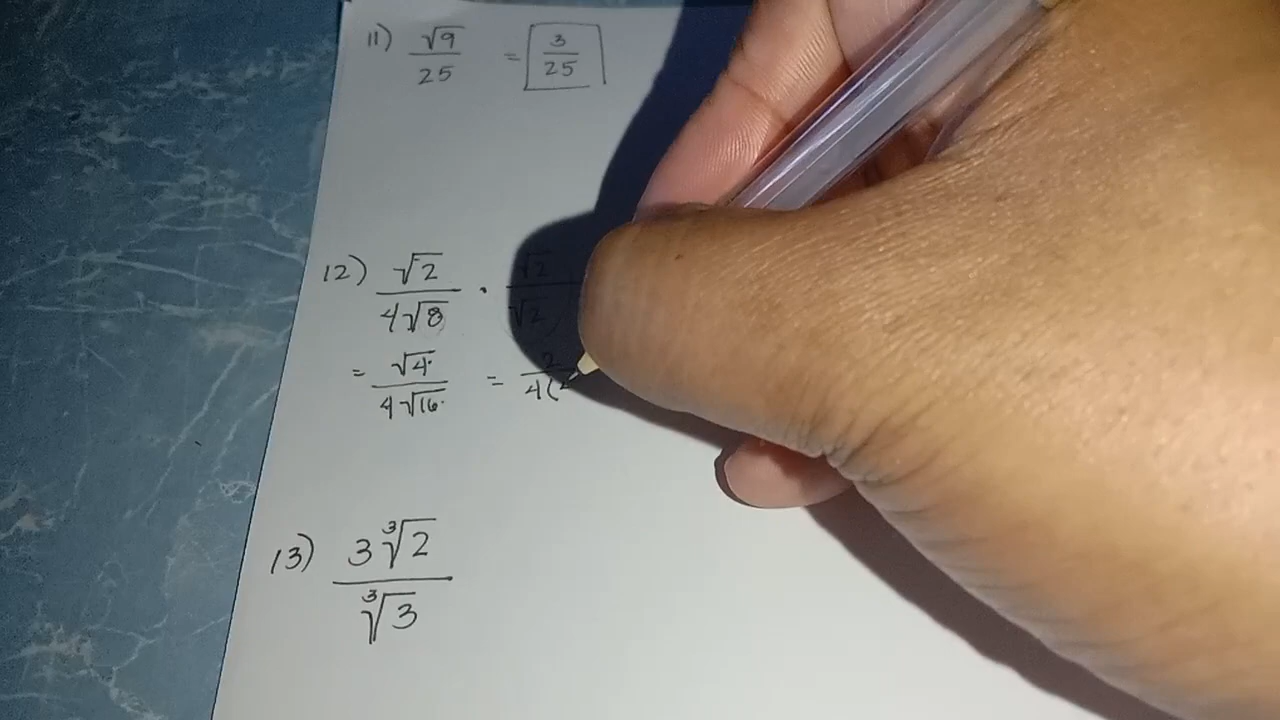 11) √9/25 = 3/25
12) √2/4√8 · √2/√2
= √4/4√16 = 2/4(
13) 3∛2/∛3